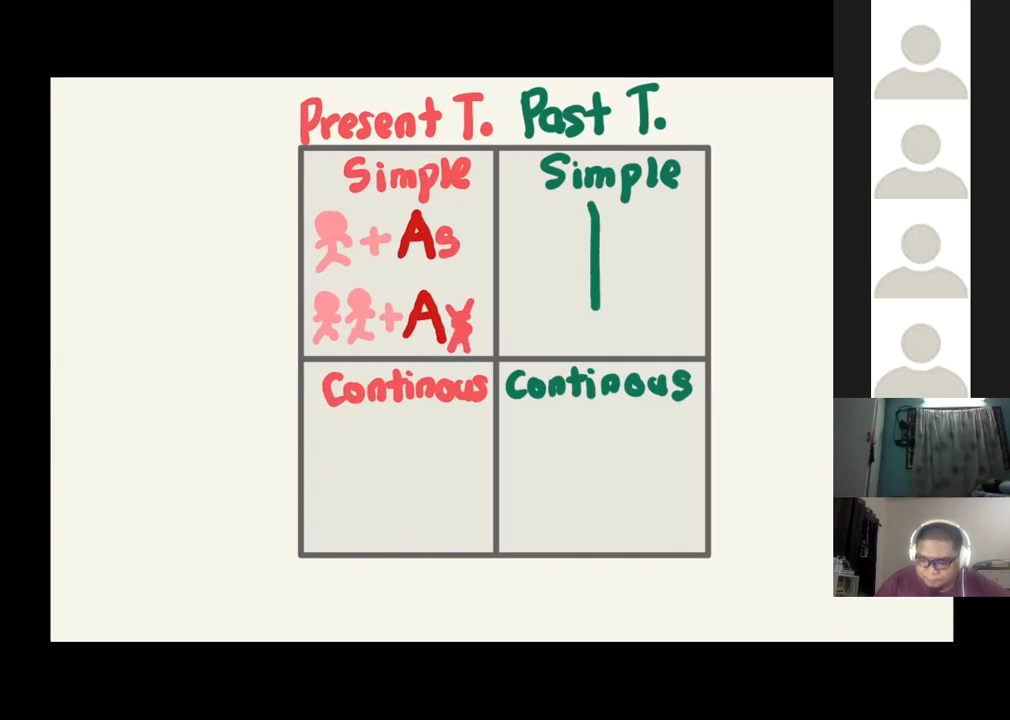 Present T. Past T.
Simple Simple
+ As
+ A
Continous Continous